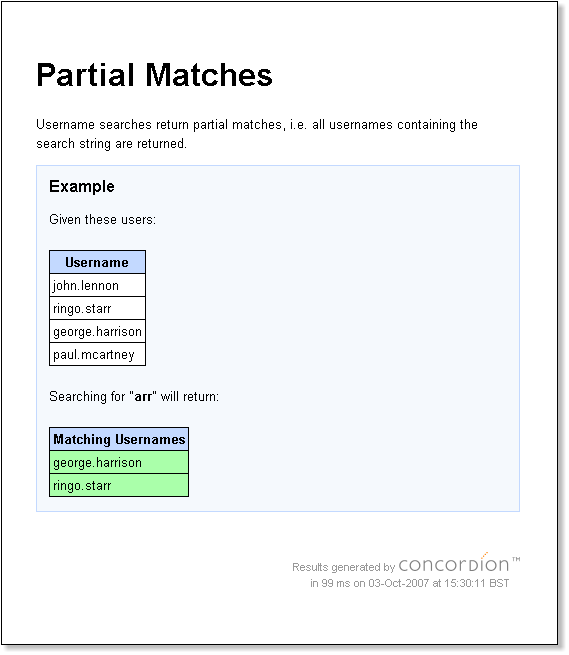 Partial Matches
Username searches return partial matches, i.e. all usernames containing the
search string are returned.
Example
Given these users:
Username
john.lennon
ringo.starr
george.harrison
paul.mcartney
Searching for "arr" will return:
Matching Usernames
george.harrison
ringo.starr
Results generated by concordion™
in 99 ms on 03-Oct-2007 at 15:30:11 BST